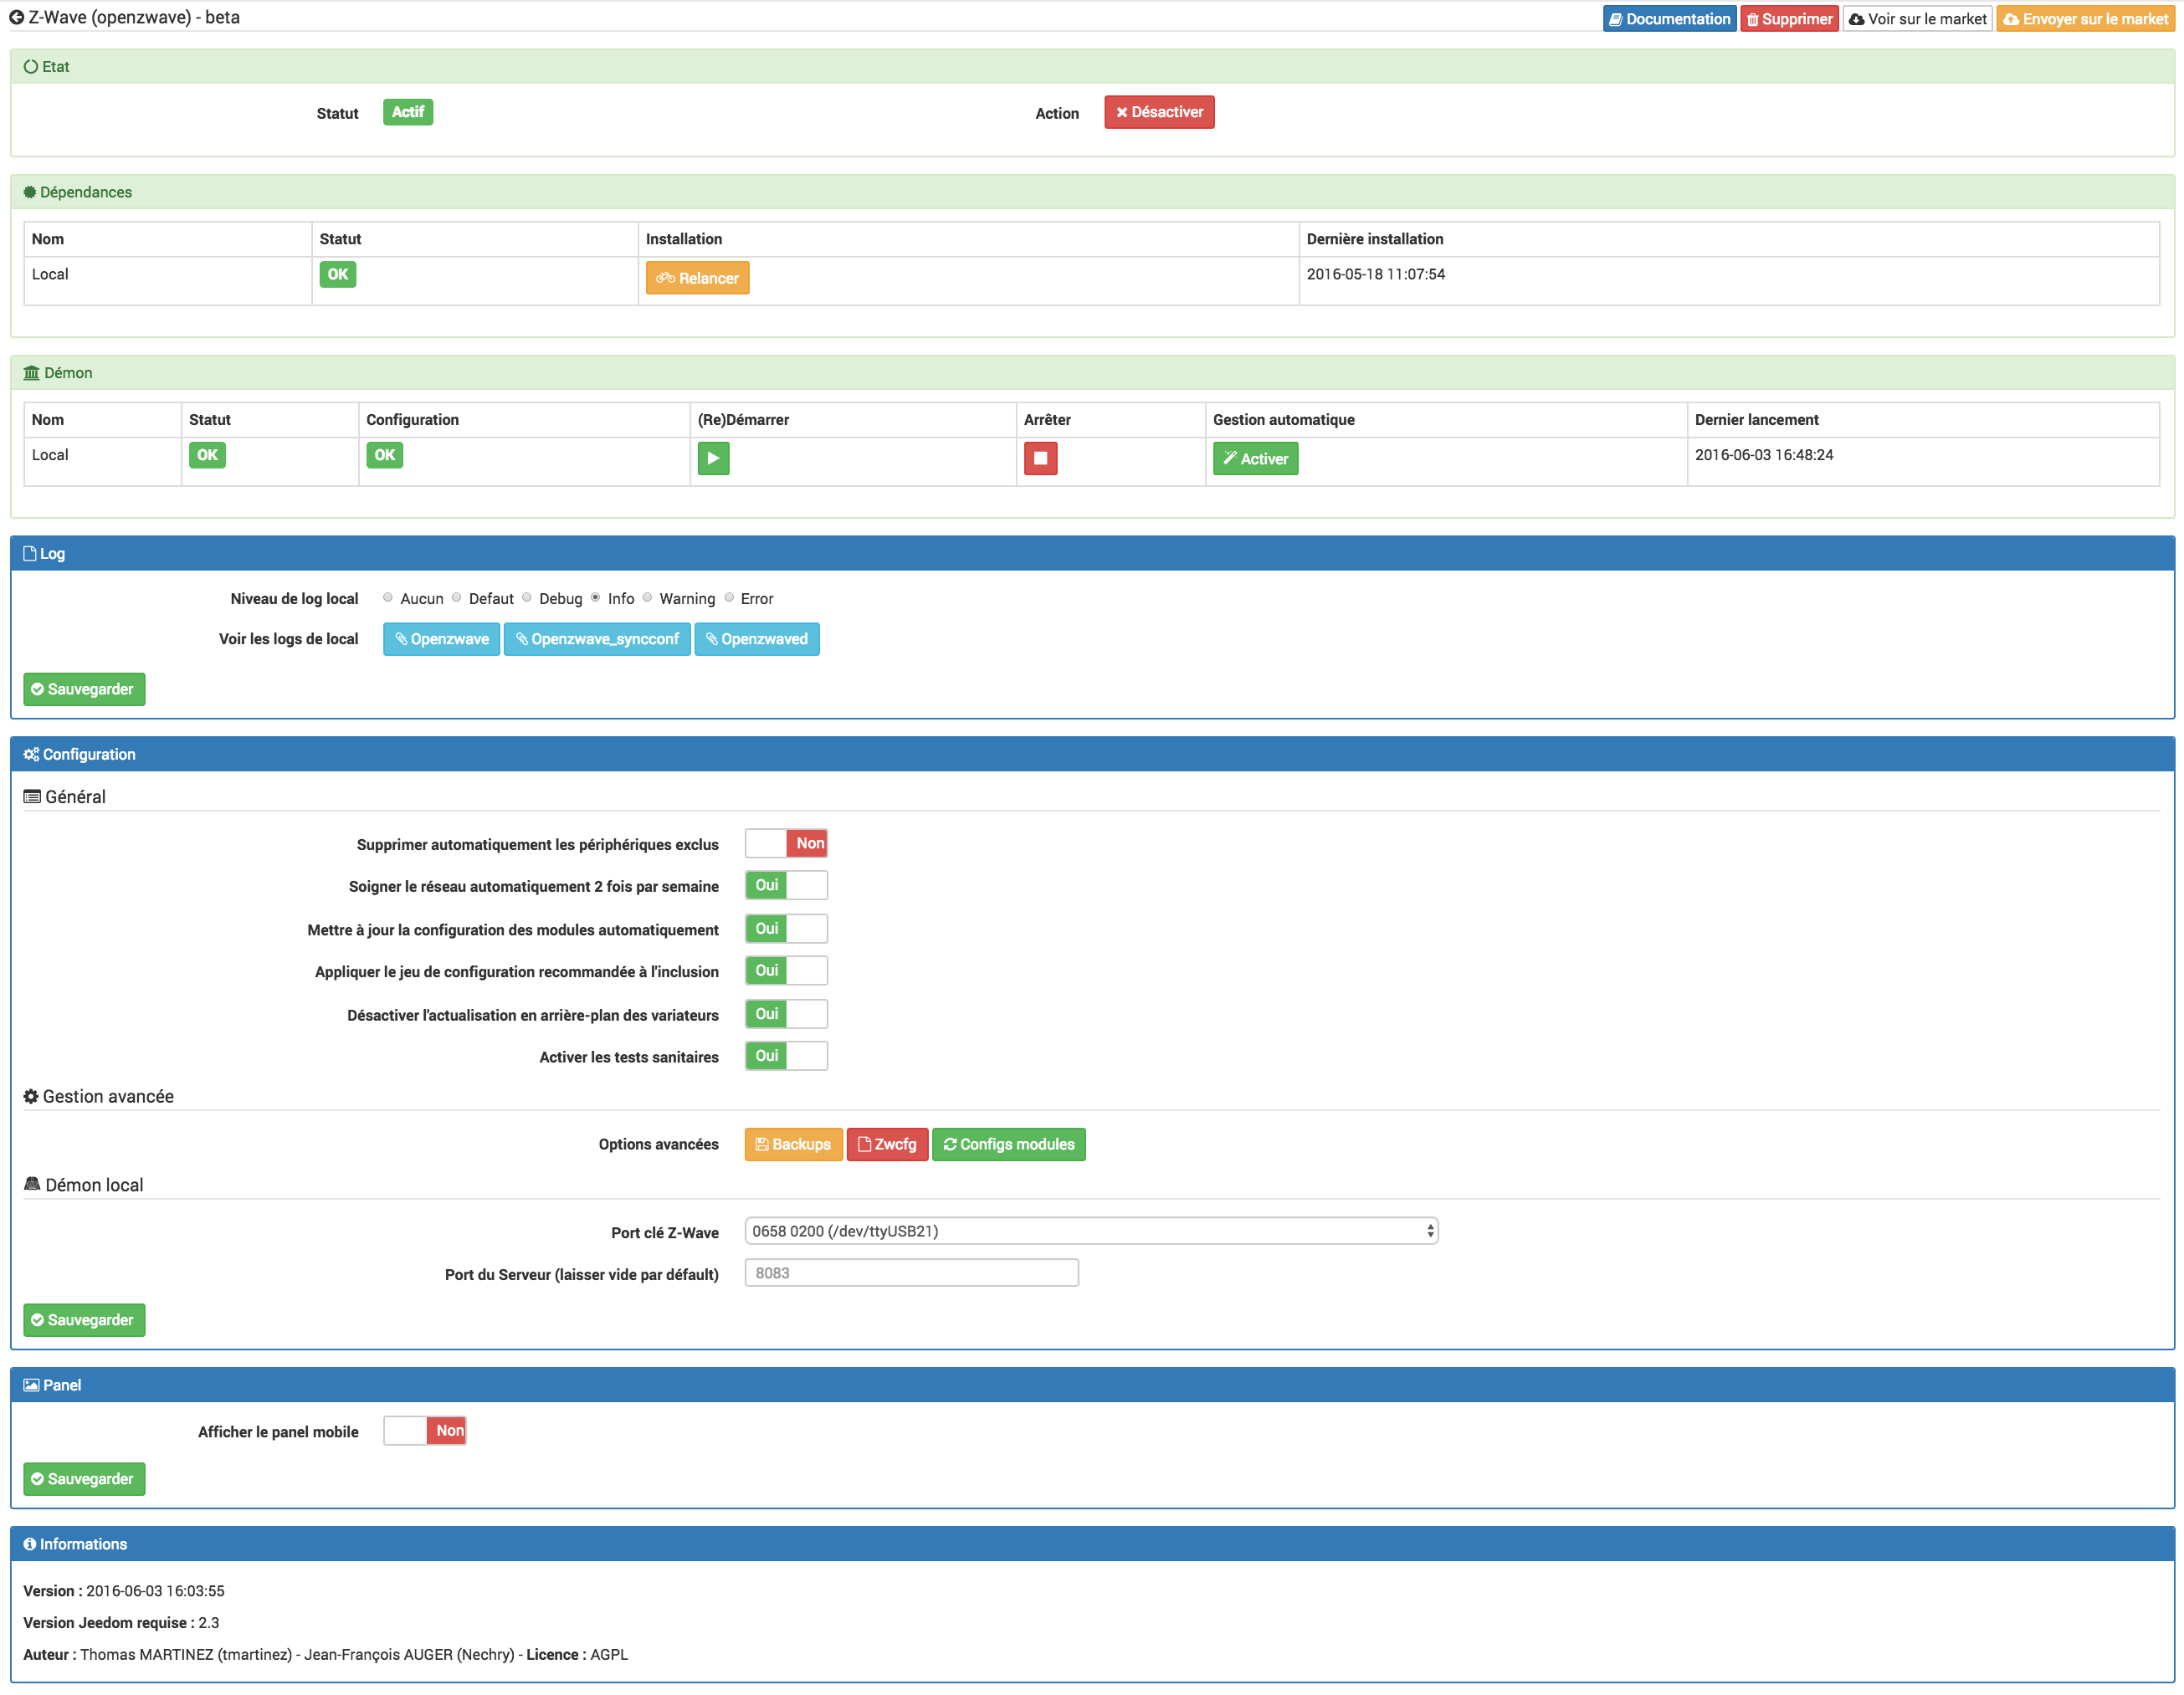 Z-Wave (openzwave) - beta
Documentation Supprimer Voir sur le market Envoyer sur le market
Etat
Statut Actif Action Désactiver
Dépendances
Nom Statut Installation Dernière installation
Local OK Relancer 2016-05-18 11:07:54
Démon
Nom Statut Configuration (Re)Démarrer Arrêter Gestion automatique Dernier lancement
Local OK OK Activer 2016-06-03 16:48:24
Log
Niveau de log local Aucun Defaut Debug Info Warning Error
Voir les logs de local Openzwave Openzwave_syncconf Openzwaved
Sauvegarder
Configuration
Général
Supprimer automatiquement les périphériques exclus Non
Soigner le réseau automatiquement 2 fois par semaine Oui
Mettre à jour la configuration des modules automatiquement Oui
Appliquer le jeu de configuration recommandée à l'inclusion Oui
Désactiver l'actualisation en arrière-plan des variateurs Oui
Activer les tests sanitaires Oui
Gestion avancée
Options avancées Backups Zwcfg Configs modules
Démon local
Port clé Z-Wave 0658 0200 (/dev/ttyUSB21)
Port du Serveur (laisser vide par défault) 8083
Sauvegarder
Panel
Afficher le panel mobile Non
Sauvegarder
Informations
Version : 2016-06-03 16:03:55
Version Jeedom requise : 2.3
Auteur : Thomas MARTINEZ (tmartinez) - Jean-François AUGER (Nechry) - Licence : AGPL